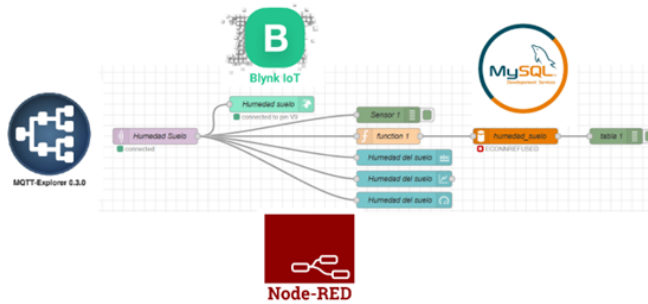 B
Blynk IoT
MySQL
Humedad suelo
connected to pin V9
Sensor 1
Humedad Suelo
connected
function 1
humedad_suelo
ECONNREFUSED
tabla 1
Humedad del suelo
Humedad del suelo
Humedad del suelo
MQTT-Explorer 0.3.0
Node-RED